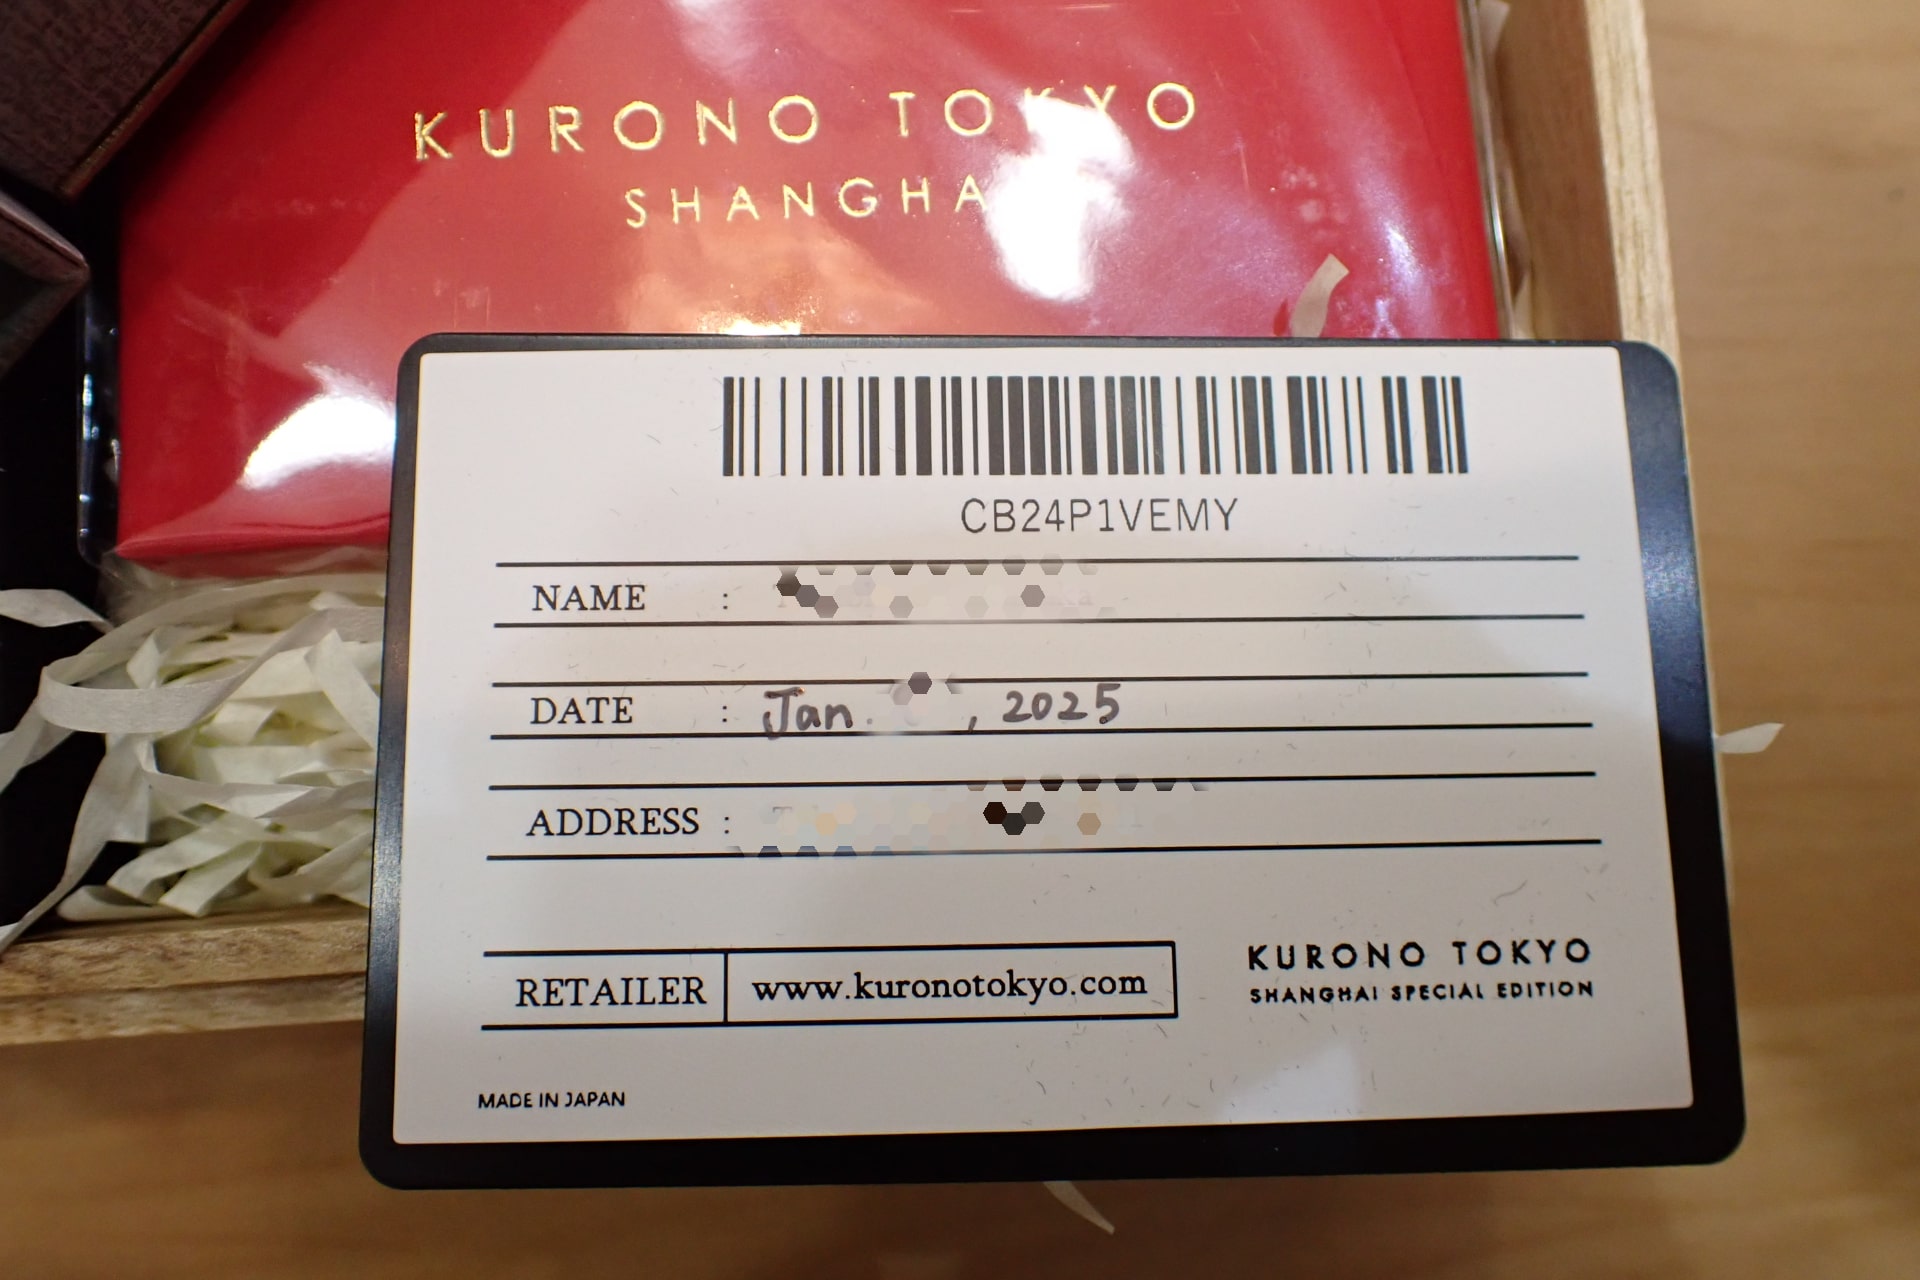 KURONO TOKYO
SHANGHA
CB24P1VEMY
NAME :
DATE : Jan. , 2025
ADDRESS :
RETAILER www.kuronotokyo.com
KURONO TOKYO
SHANGHAI SPECIAL EDITION
MADE IN JAPAN